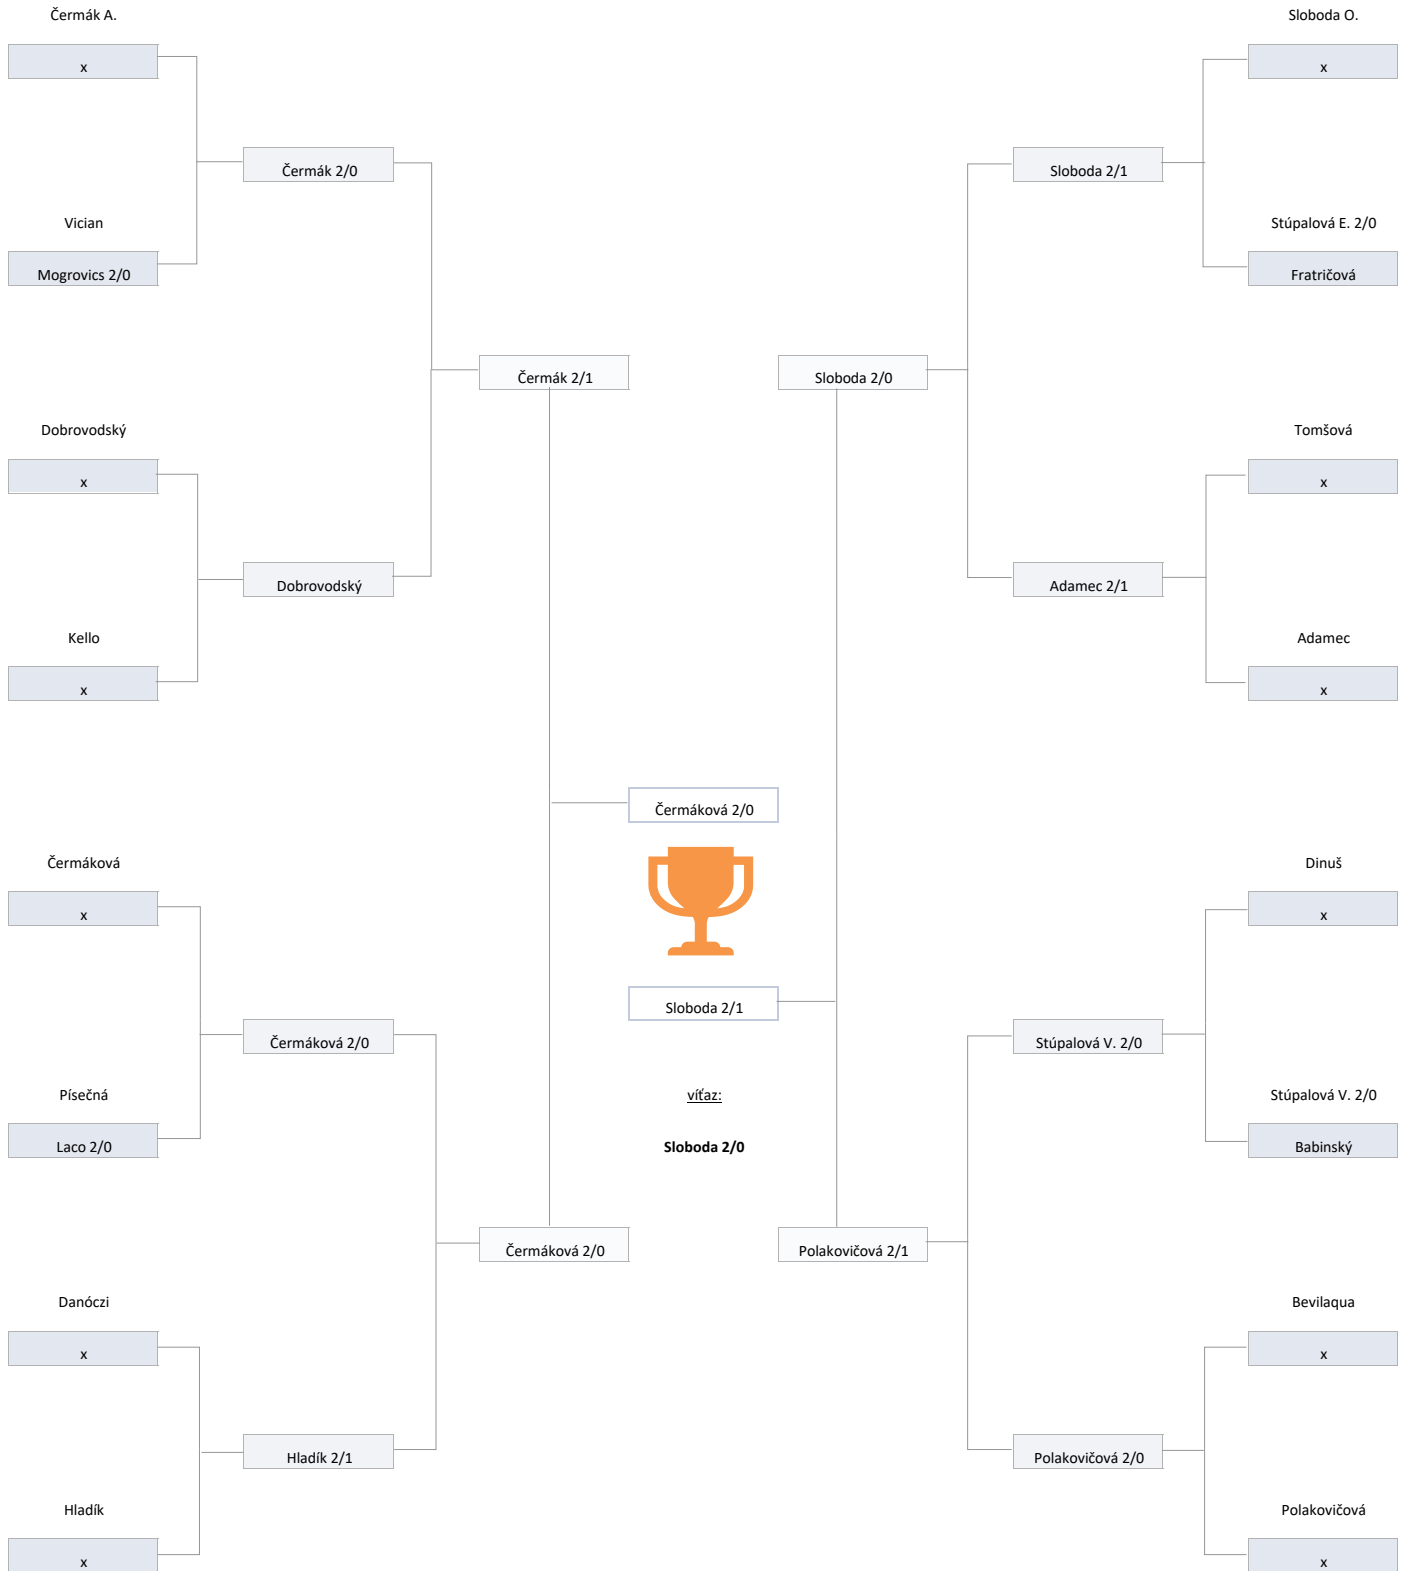 Čermák A.
x
Čermák 2/0
Vician
Mogrovics 2/0
Čermák 2/1
Dobrovodský
x
Dobrovodský
Kello
x
Čermáková
x
Čermáková 2/0
Písečná
Laco 2/0
Čermáková 2/0
Danóczi
x
Hladík 2/1
Hladík
x
Čermáková 2/0
Sloboda 2/1
víťaz:
Sloboda 2/0
Sloboda O.
x
Sloboda 2/1
Stúpalová E. 2/0
Fratričová
Sloboda 2/0
Tomšová
x
Adamec 2/1
Adamec
x
Dinuš
x
Stúpalová V. 2/0
Stúpalová V. 2/0
Babinský
Polakovičová 2/1
Bevilaqua
x
Polakovičová 2/0
Polakovičová
x